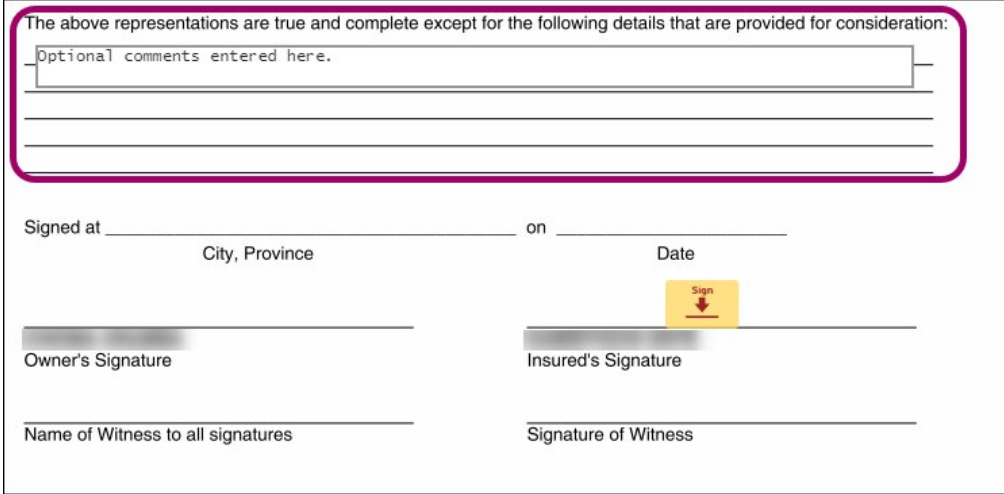 The above representations are true and complete except for the following details that are provided for consideration:
Optional comments entered here.
Signed at on
City, Province Date
Sign
Owner's Signature Insured's Signature
Name of Witness to all signatures Signature of Witness